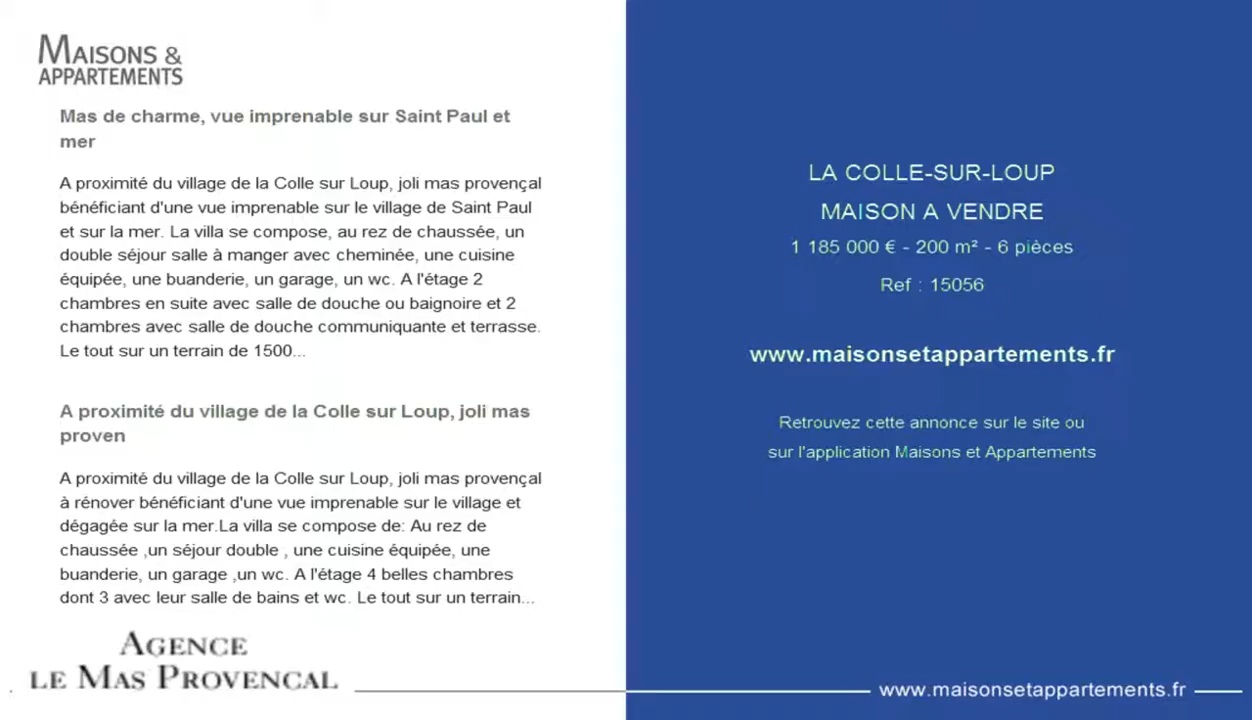 MAISONS &
APPARTEMENTS
Mas de charme, vue imprenable sur Saint Paul et
mer
A proximité du village de la Colle sur Loup, joli mas provençal
bénéficiant d'une vue imprenable sur le village de Saint Paul
et sur la mer. La villa se compose, au rez de chaussée, un
double séjour salle à manger avec cheminée, une cuisine
équipée, une buanderie, un garage, un wc. A l'étage 2
chambres en suite avec salle de douche ou baignoire et 2
chambres avec salle de douche communiquante et terrasse.
Le tout sur un terrain de 1500...
A proximité du village de la Colle sur Loup, joli mas
proven
A proximité du village de la Colle sur Loup, joli mas provençal
à rénover bénéficiant d'une vue imprenable sur le village et
dégagée sur la mer.La villa se compose de: Au rez de
chaussée ,un séjour double , une cuisine équipée, une
buanderie, un garage ,un wc. A l'étage 4 belles chambres
dont 3 avec leur salle de bains et wc. Le tout sur un terrain...
AGENCE
LE MAS PROVENCAL
LA COLLE-SUR-LOUP
MAISON A VENDRE
1 185 000 € - 200 m² - 6 pièces
Ref : 15056
www.maisonsetappartements.fr
Retrouvez cette annonce sur le site ou
sur l'application Maisons et Appartements
www.maisonsetappartements.fr